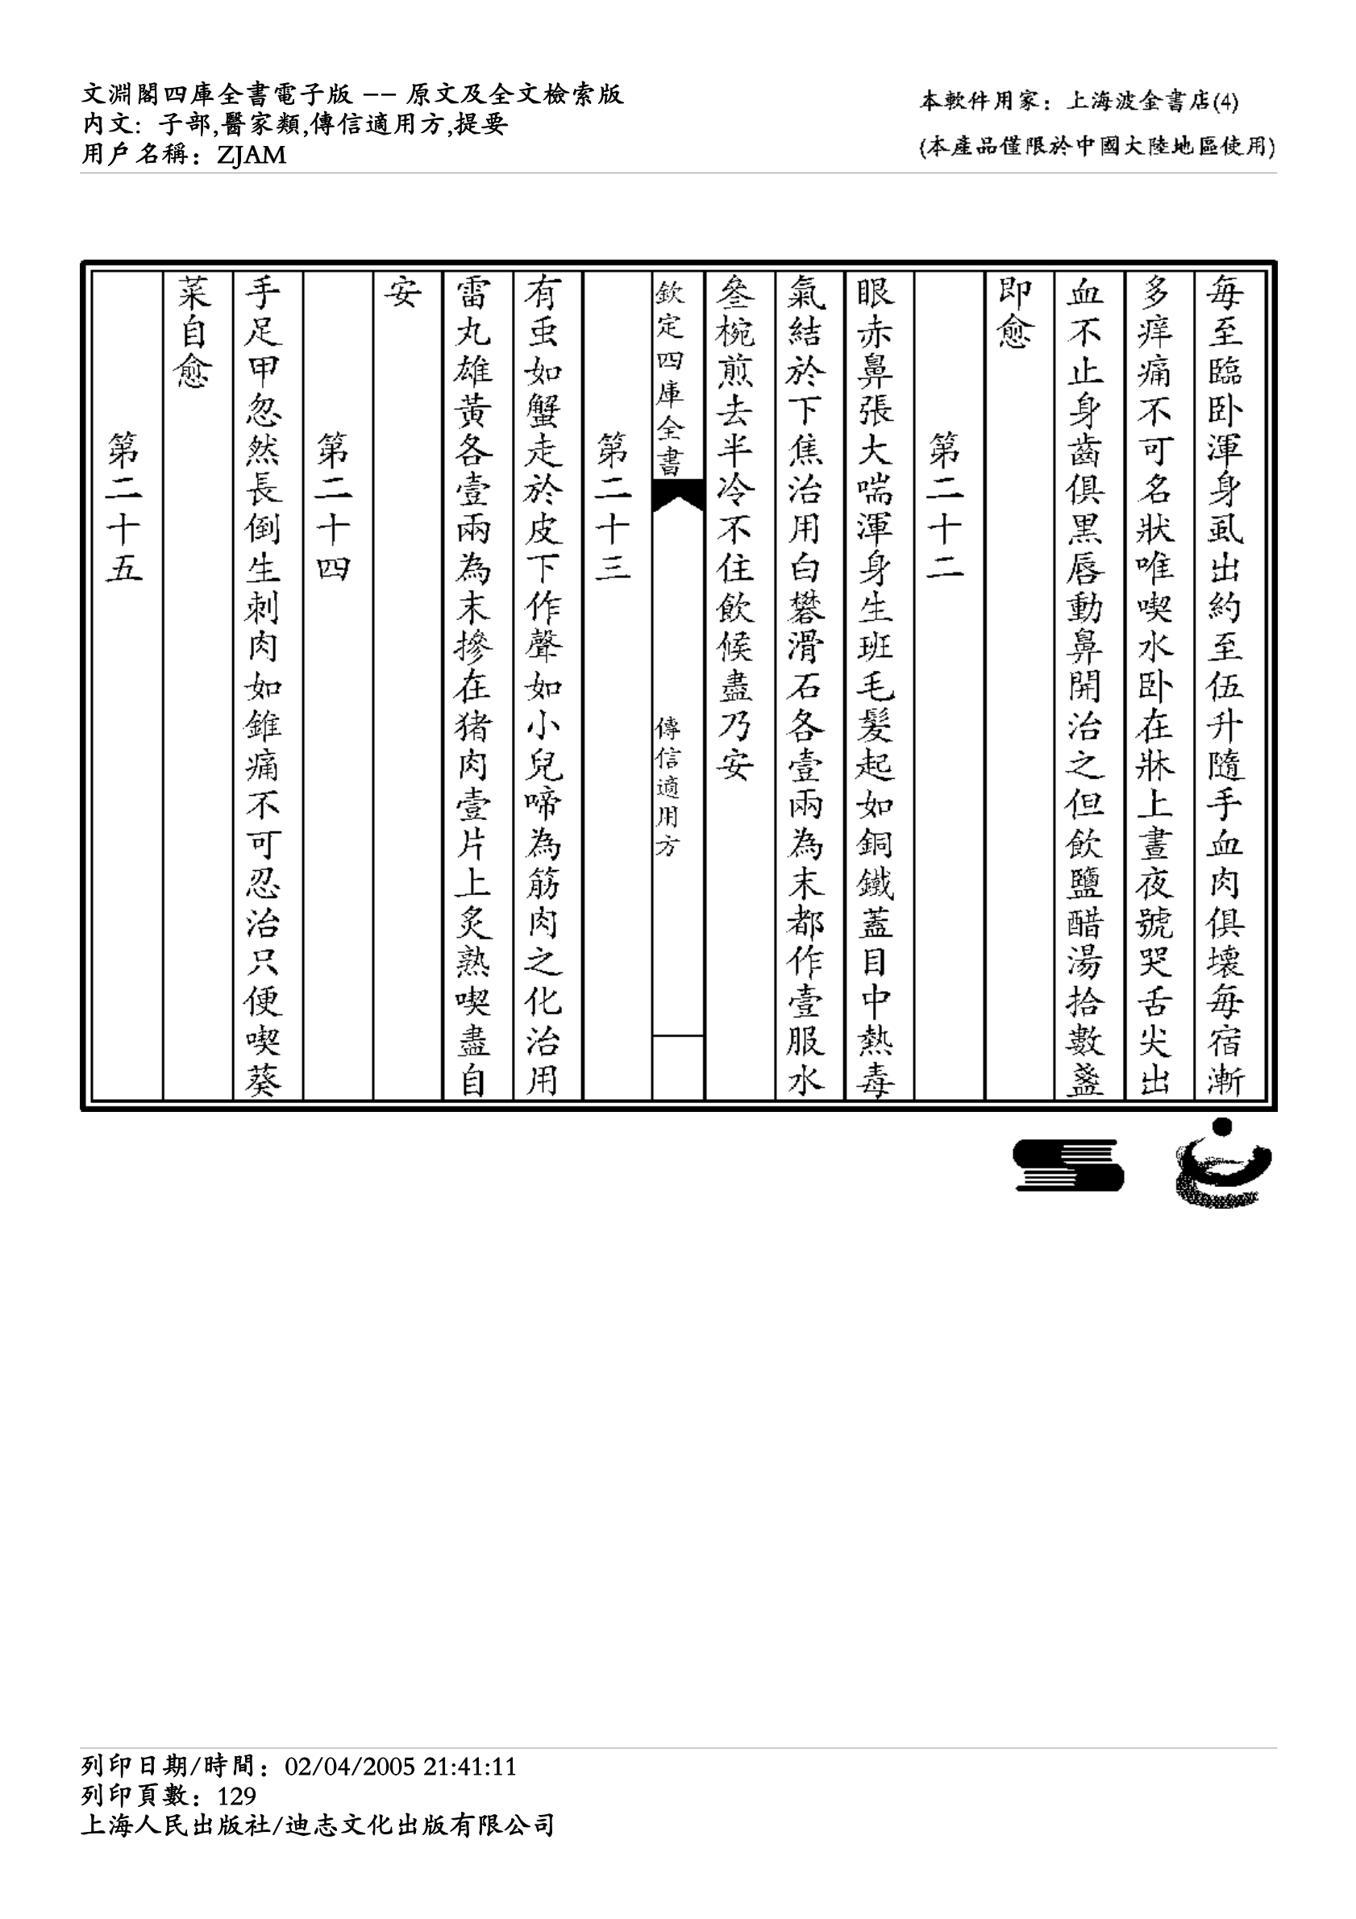 文淵閣四庫全書電子版 -- 原文及全文檢索版
內文: 子部,醫家類,傳信適用方,提要
用戶名稱: ZJAM
本軟件用家: 上海波金書店(4)
(本產品僅限於中國大陸地區使用)
每至臨卧渾身虱出約至伍升隨手血肉俱壞每宿漸
多痒痛不可名狀唯喫水卧在牀上晝夜號哭舌尖出
血不止身齒俱黑唇動鼻開治之但飲鹽醋湯拾數盞
即愈
第二十二
眼赤鼻張大喘渾身生班毛髪起如銅鐵蓋目中熱毒
氣結於下焦治用白礬滑石各壹兩為末都作壹服水
叄椀煎去半冷不住飲候盡乃安
欽定四庫全書
傳信適用方
第二十三
有䖝如蟹走於皮下作聲如小兒啼為筋肉之化治用
雷丸雄黃各壹兩為末摻在猪肉壹片上炙熟喫盡自
安
第二十四
手足甲忽然長倒生刺肉如錐痛不可忍治只便喫葵
菜自愈
第二十五
列印日期/時間: 02/04/2005 21:41:11
列印頁數: 129
上海人民出版社/迪志文化出版有限公司